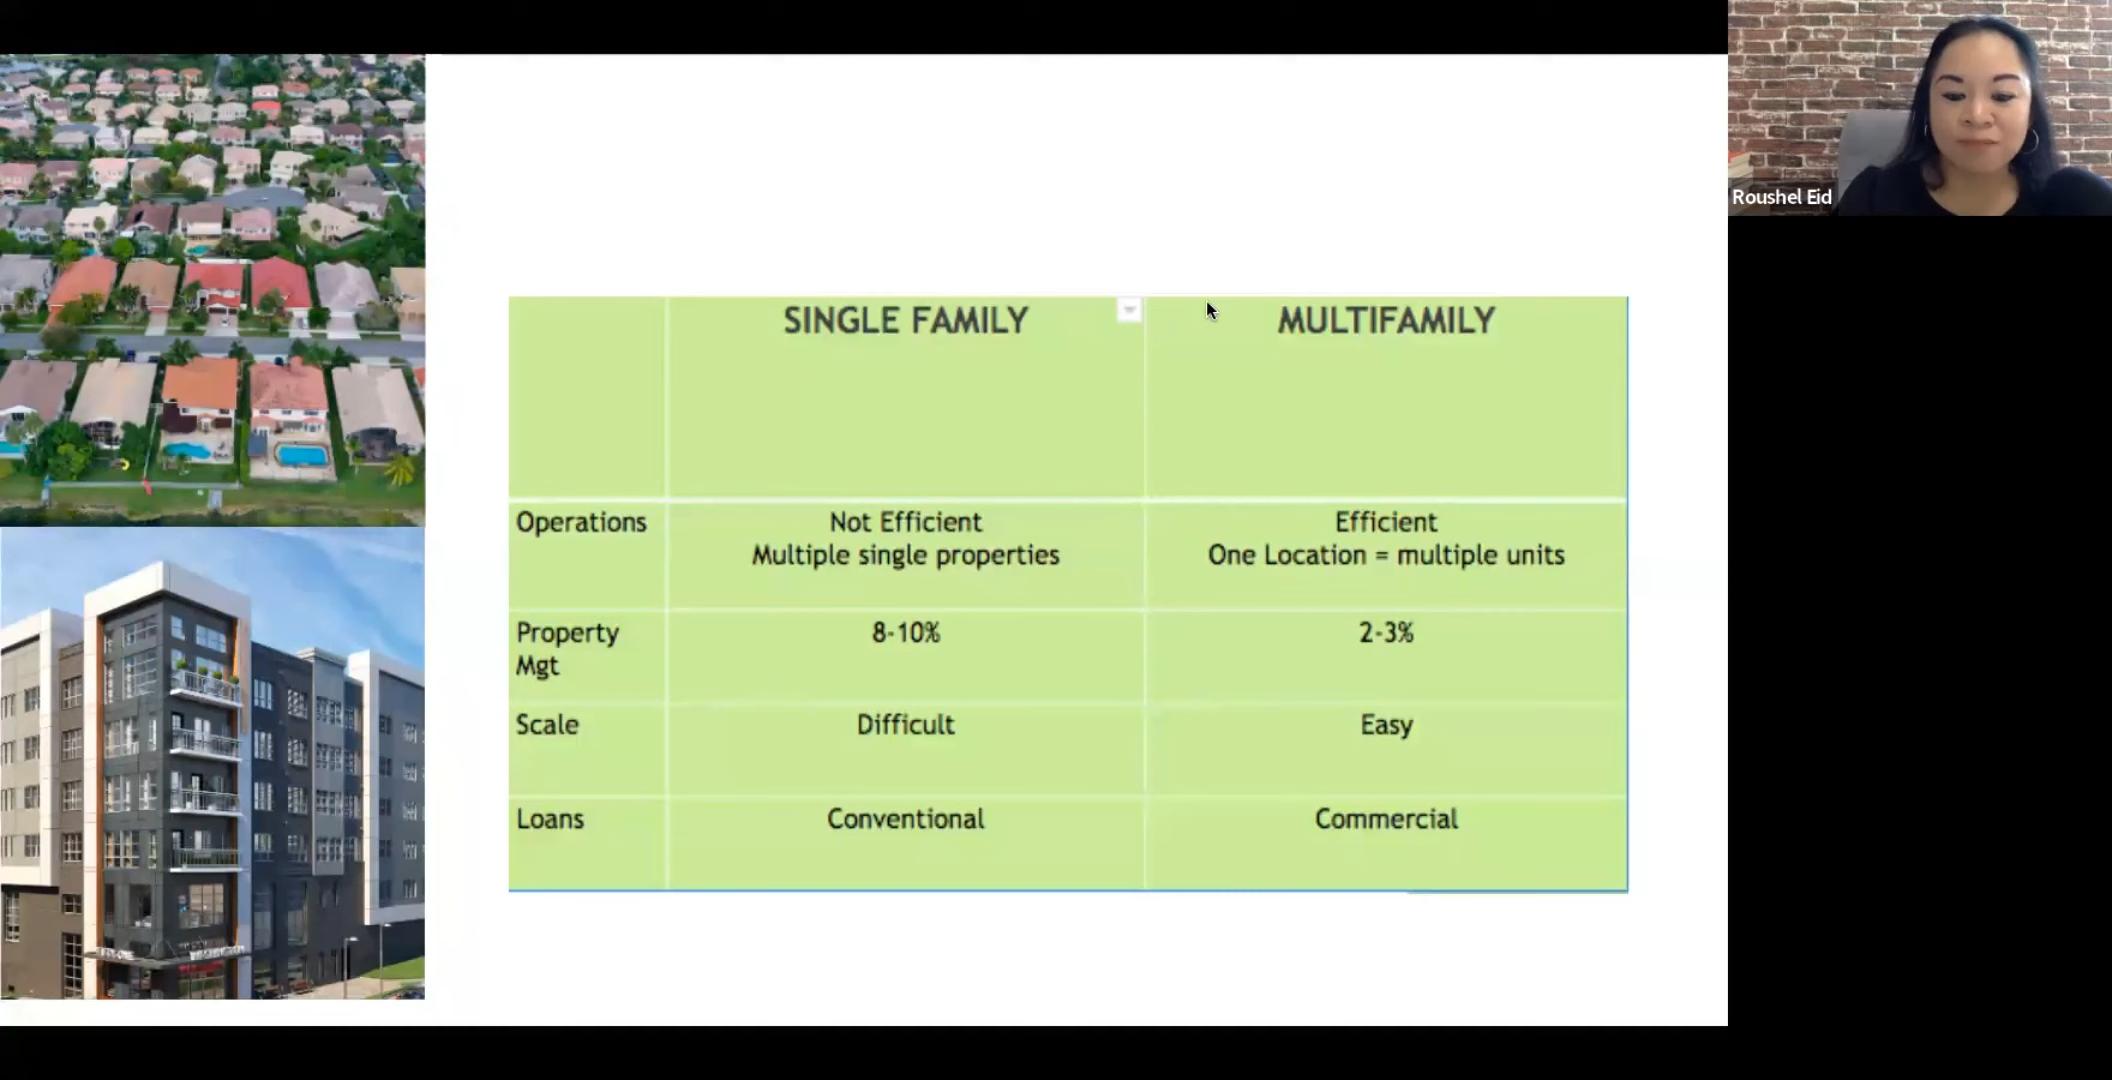 Roushel Eid
SINGLE FAMILY
MULTIFAMILY
Operations
Not Efficient
Multiple single properties
Efficient
One Location = multiple units
Property
Mgt
8-10%
2-3%
Scale
Difficult
Easy
Loans
Conventional
Commercial